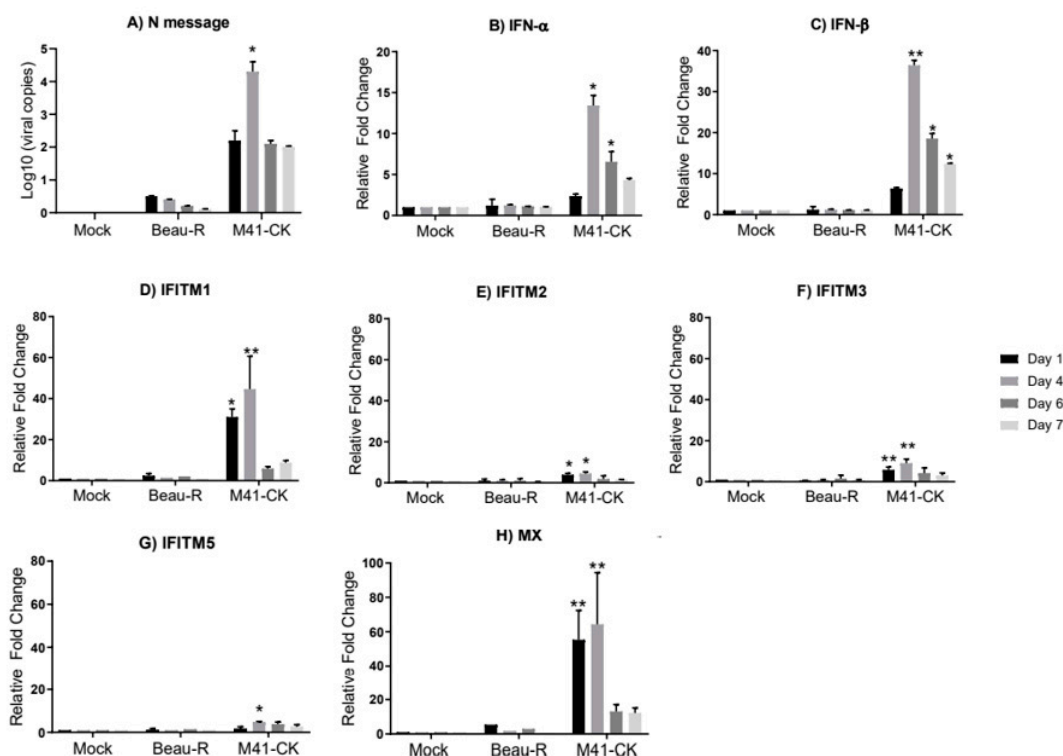 A) N message
Log10 (viral copies)
5
4
3
2
1
0
*
Mock Beau-R M41-CK
B) IFN-α
Relative Fold Change
20
15
10
5
0
*
*
Mock Beau-R M41-CK
C) IFN-β
Relative Fold Change
40
30
20
10
0
**
*
*
Mock Beau-R M41-CK
D) IFITM1
Relative Fold Change
80
60
40
20
0
*
**
Mock Beau-R M41-CK
E) IFITM2
Relative Fold Change
80
60
40
20
0
* *
Mock Beau-R M41-CK
F) IFITM3
Relative Fold Change
80
60
40
20
0
** **
Mock Beau-R M41-CK
Day 1
Day 4
Day 6
Day 7
G) IFITM5
Relative Fold Change
80
60
40
20
0
*
Mock Beau-R M41-CK
H) MX
Relative Fold Change
100
80
60
40
20
0
** **
Mock Beau-R M41-CK